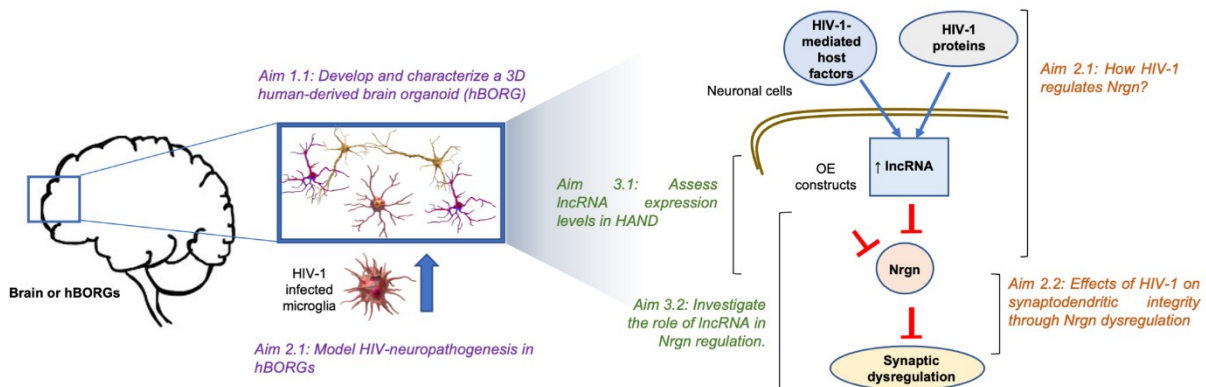 Aim 1.1: Develop and characterize a 3D
human-derived brain organoid (hBORG)
Brain or hBORGs
HIV-1
infected
microglia
Aim 2.1: Model HIV-neuropathogenesis in
hBORGs
Aim 3.1: Assess
lncRNA expression
levels in HAND
Aim 3.2: Investigate
the role of lncRNA in
Nrgn regulation.
HIV-1-
mediated
host
factors
HIV-1
proteins
Neuronal cells
OE
constructs
↑ lncRNA
Nrgn
Synaptic
dysregulation
Aim 2.1: How HIV-1
regulates Nrgn?
Aim 2.2: Effects of HIV-1 on
synaptodendritic integrity
through Nrgn dysregulation